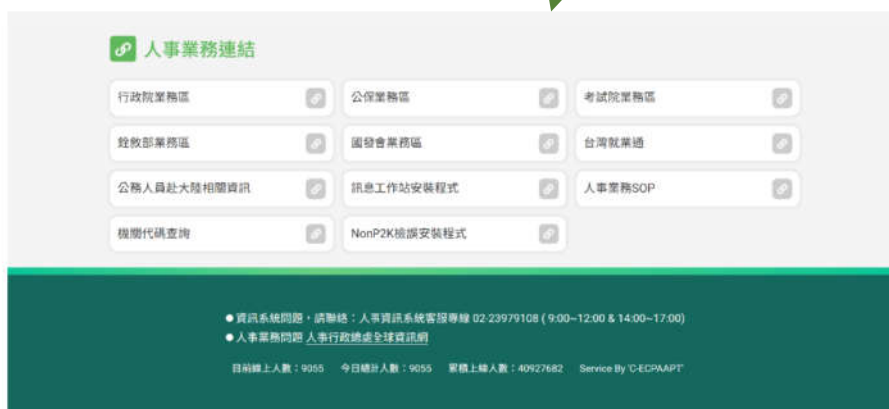 人事業務連結
行政院業務區 公保業務區 考試院業務區
銓敘部業務區 國發會業務區 台灣就業通
公務人員赴大陸相關資訊 訊息工作站安裝程式 人事業務SOP
機關代碼查詢 NonP2K檢誤安裝程式
●資訊系統問題,請聯絡:人事資訊系統客服專線 02-23979108 ( 9:00~12:00 & 14:00~17:00)
●人事業務問題 人事行政總處全球資訊網
目前線上人數:9055 今日總計人數:9055 累積上線人數:40927682 Service By 'C-ECPAAPT'